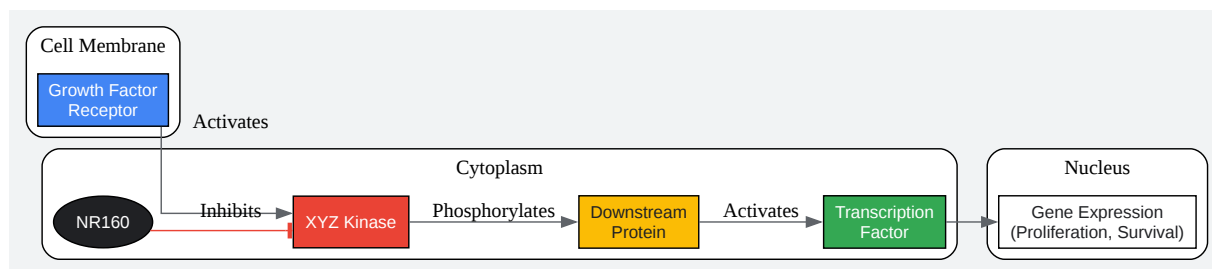 Cell Membrane
Growth Factor
Receptor
Activates
Cytoplasm
Nucleus
NR160
Inhibits
XYZ Kinase
Phosphorylates
Downstream
Protein
Activates
Transcription
Factor
Gene Expression
(Proliferation, Survival)